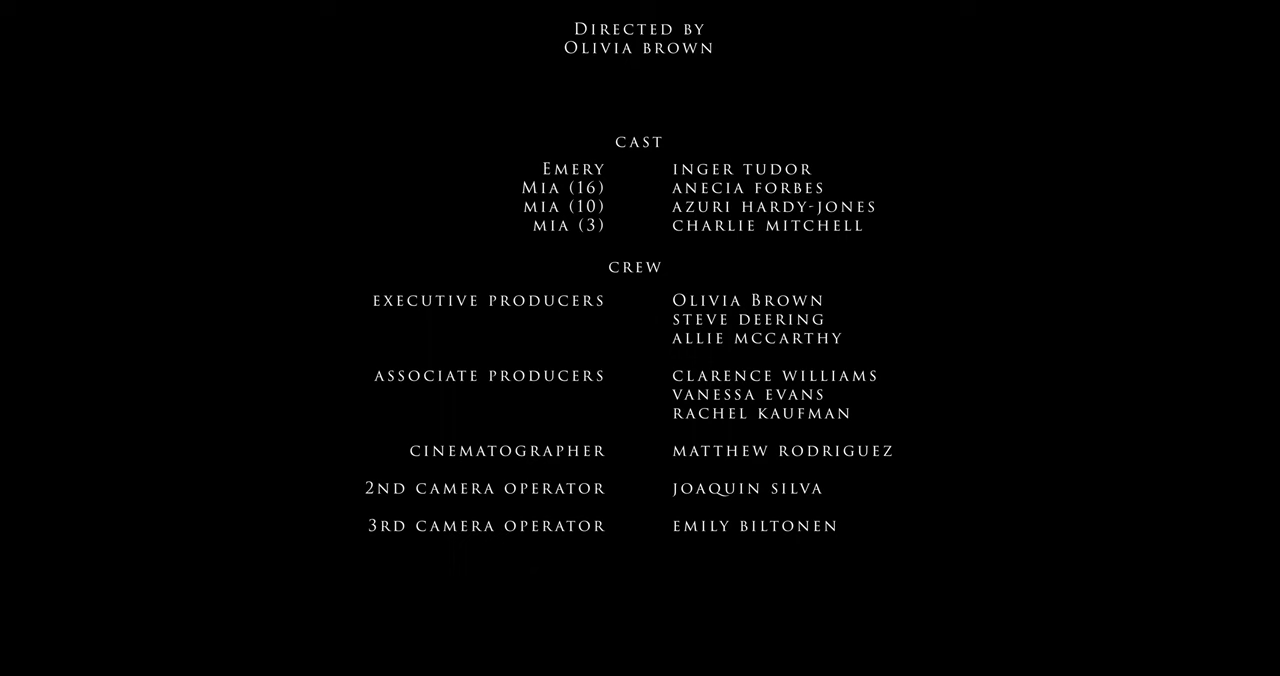 Directed by
Olivia brown
cast
Emery inger tudor
Mia (16) anecia forbes
mia (10) azuri hardy-jones
mia (3) charlie mitchell
crew
executive producers Olivia Brown
steve deering
allie mccarthy
associate producers clarence williams
vanessa evans
rachel kaufman
cinematographer matthew rodriguez
2nd camera operator joaquin silva
3rd camera operator emily biltonen